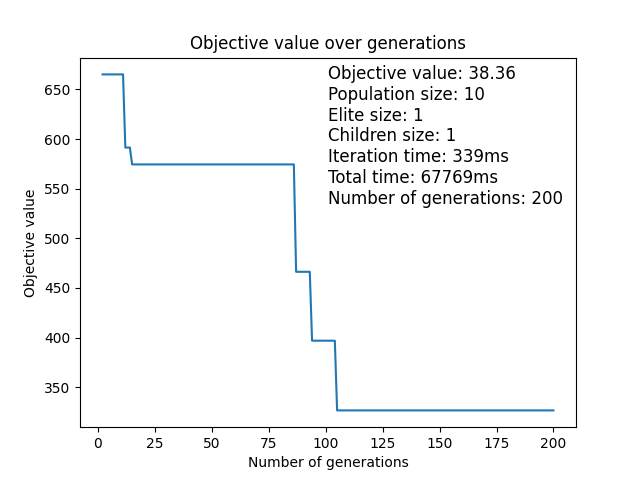 Objective value over generations
Objective value: 38.36
Population size: 10
Elite size: 1
Children size: 1
Iteration time: 339ms
Total time: 67769ms
Number of generations: 200
Objective value
650
600
550
500
450
400
350
0 25 50 75 100 125 150 175 200
Number of generations